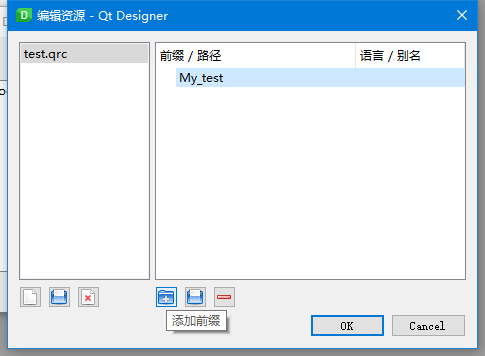 编辑资源 - Qt Designer
test.qrc
前缀 / 路径
语言 / 别名
My_test
添加前缀
OK
Cancel